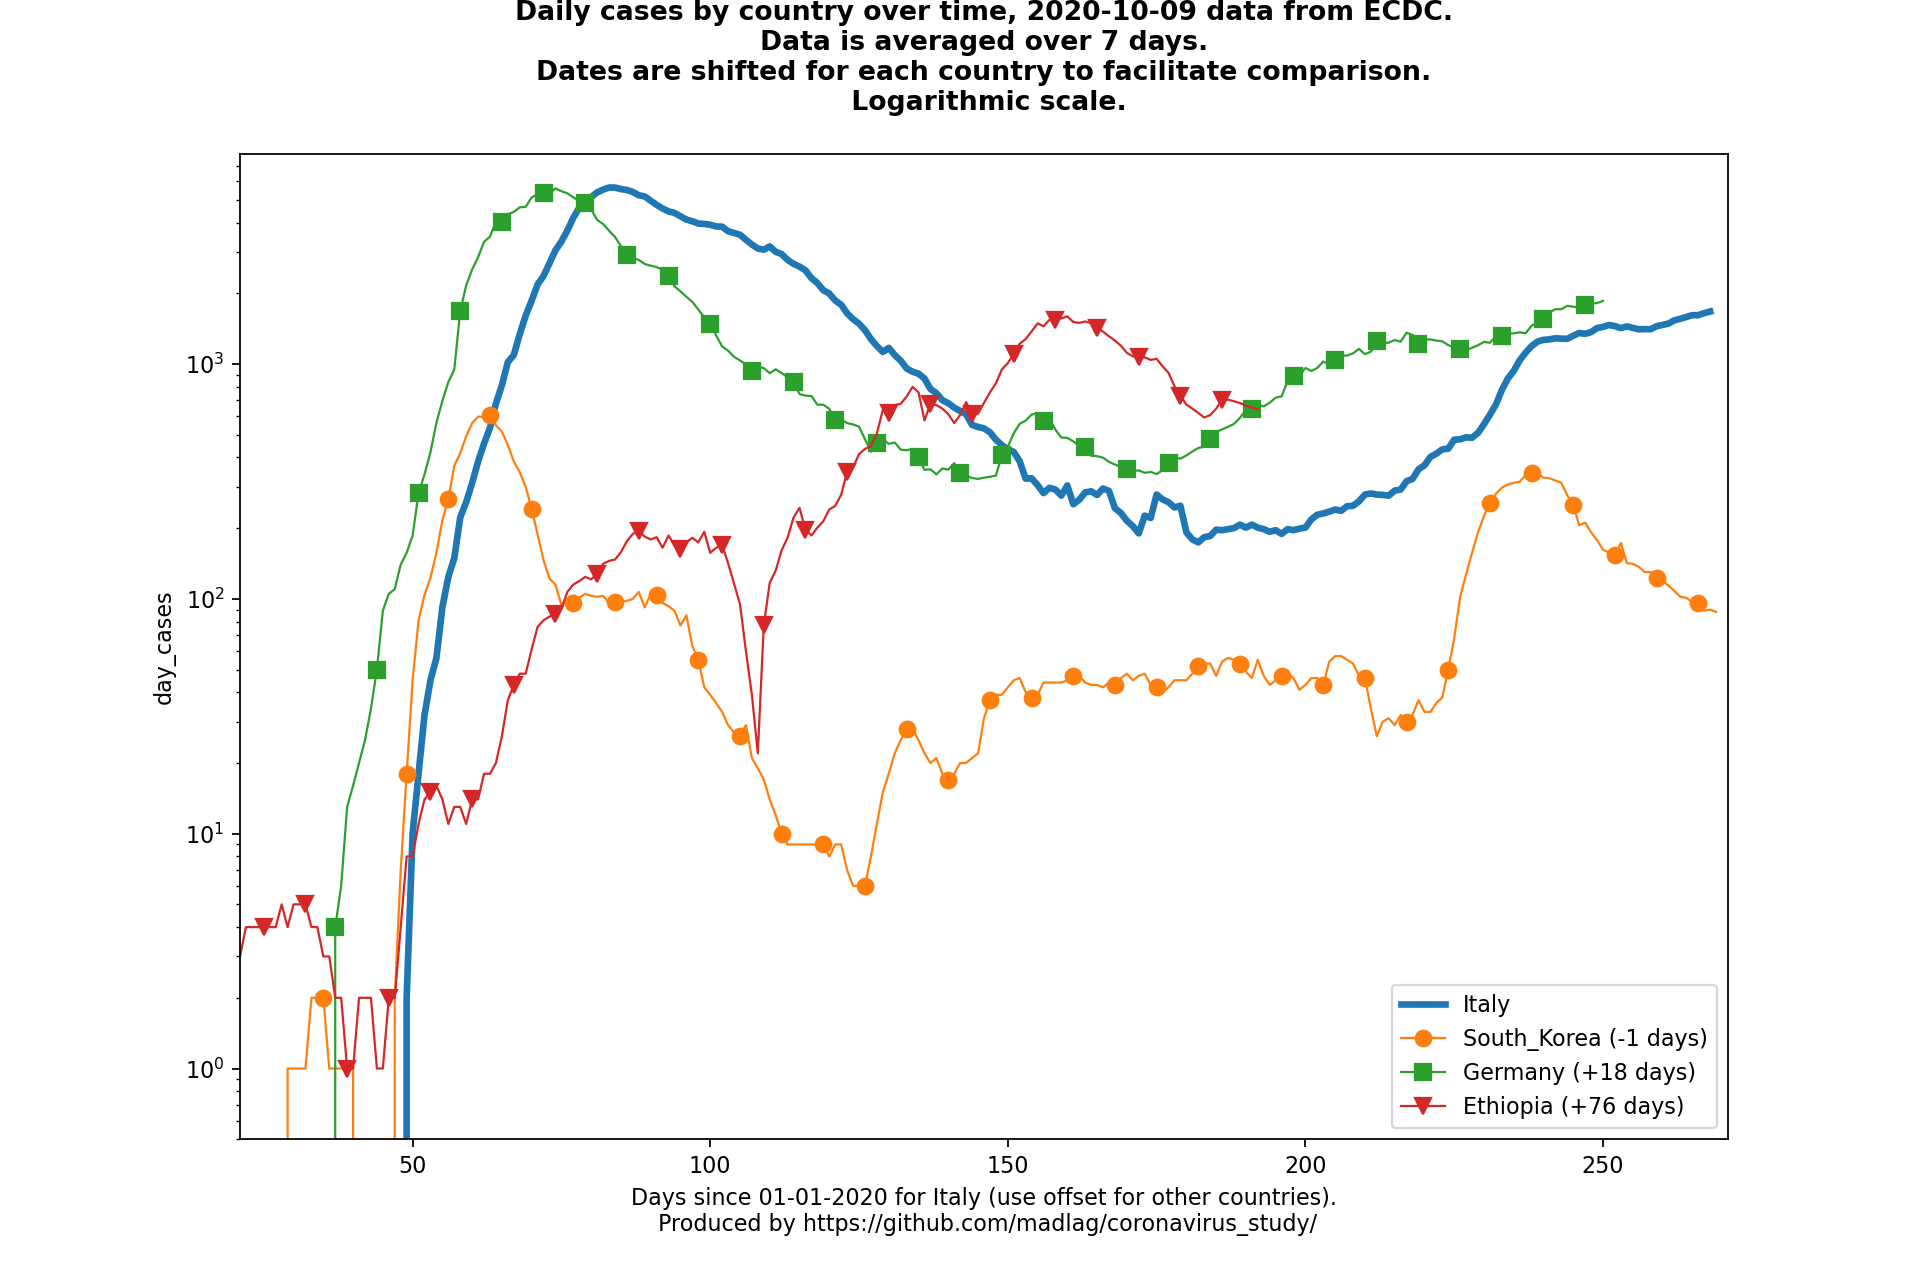 Daily cases by country over time, 2020-10-09 data from ECDC.
Data is averaged over 7 days.
Dates are shifted for each country to facilitate comparison.
Logarithmic scale.
10³
10²
10¹
10⁰
day_cases
Italy
South_Korea (-1 days)
Germany (+18 days)
Ethiopia (+76 days)
50 100 150 200 250
Days since 01-01-2020 for Italy (use offset for other countries).
Produced by https://github.com/madlag/coronavirus_study/